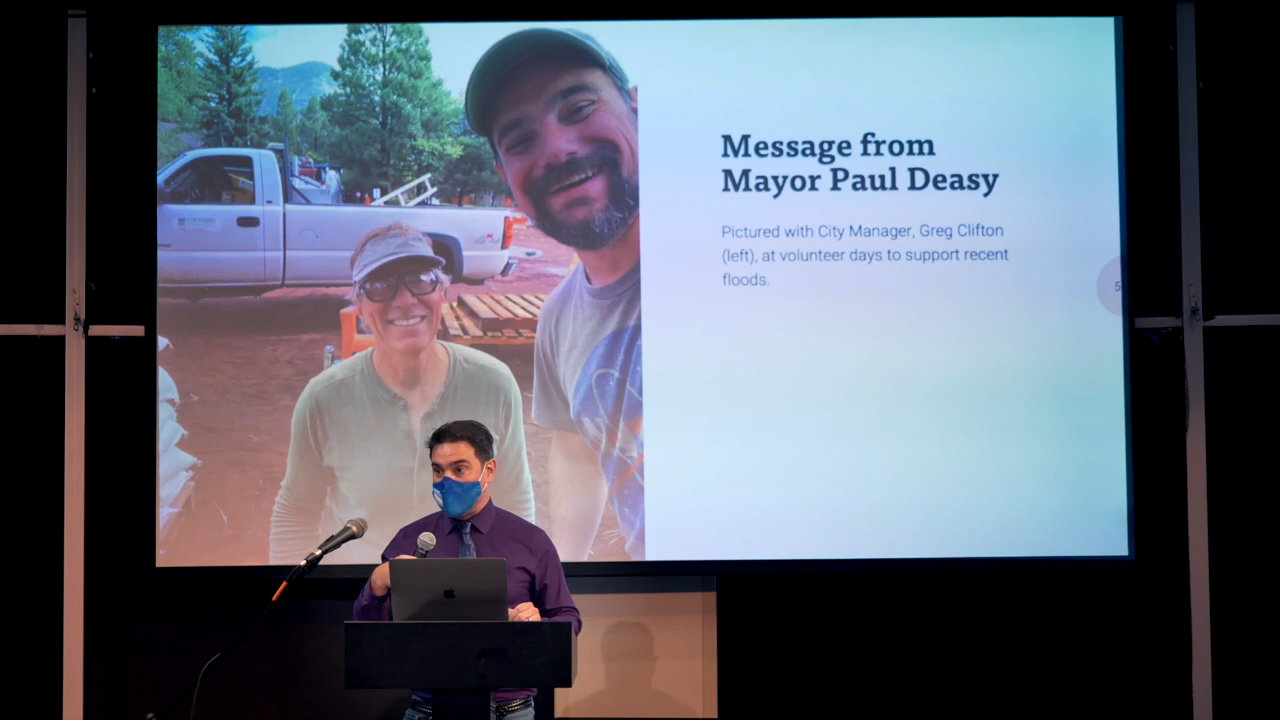 Message from
Mayor Paul Deasy
Pictured with City Manager, Greg Clifton
(left), at volunteer days to support recent
floods.
5